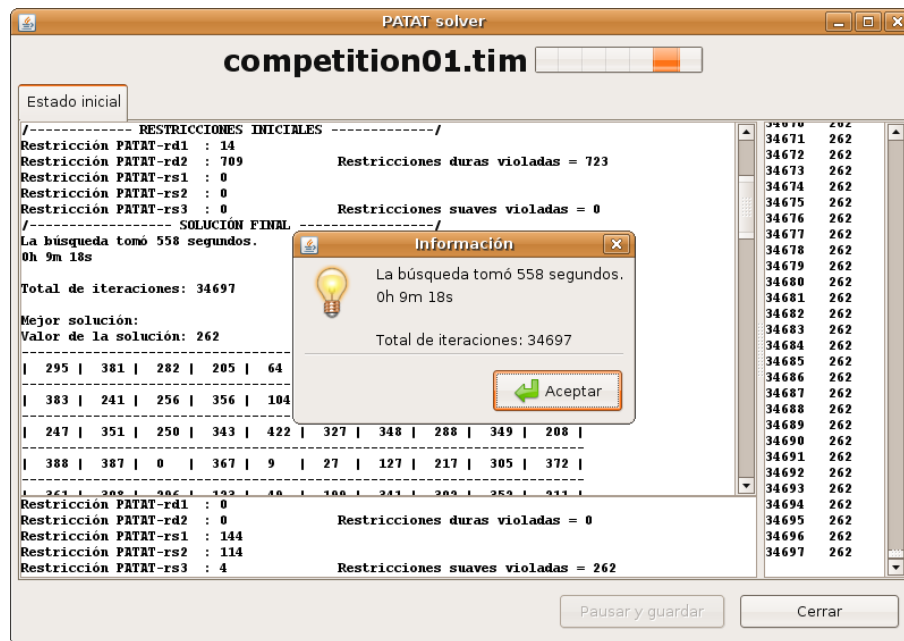 PATAT solver
competition01.tim
Estado inicial
/------------- RESTRICCIONES INICIALES -------------/
Restricción PATAT-rd1 : 14
Restricción PATAT-rd2 : 709 Restricciones duras violadas = 723
Restricción PATAT-rs1 : 0
Restricción PATAT-rs2 : 0
Restricción PATAT-rs3 : 0 Restricciones suaves violadas = 0
/------------------ SOLUCIÓN FINAL -----------------/
La búsqueda tomó 558 segundos.
0h 9m 18s
Total de iteraciones: 34697
Mejor solución:
Valor de la solución: 262
| 295 | 381 | 282 | 205 | 64
| 383 | 241 | 256 | 356 | 104
| 247 | 351 | 250 | 343 | 422 | 327 | 348 | 288 | 349 | 208 |
| 388 | 387 | 0 | 367 | 9 | 27 | 127 | 217 | 305 | 372 |
Restricción PATAT-rd1 : 0
Restricción PATAT-rd2 : 0 Restricciones duras violadas = 0
Restricción PATAT-rs1 : 144
Restricción PATAT-rs2 : 114
Restricción PATAT-rs3 : 4 Restricciones suaves violadas = 262
34670 262
34671 262
34672 262
34673 262
34674 262
34675 262
34676 262
34677 262
34678 262
34679 262
34680 262
34681 262
34682 262
34683 262
34684 262
34685 262
34686 262
34687 262
34688 262
34689 262
34690 262
34691 262
34692 262
34693 262
34694 262
34695 262
34696 262
34697 262
Información
La búsqueda tomó 558 segundos.
0h 9m 18s
Total de iteraciones: 34697
Aceptar
Pausar y guardar
Cerrar